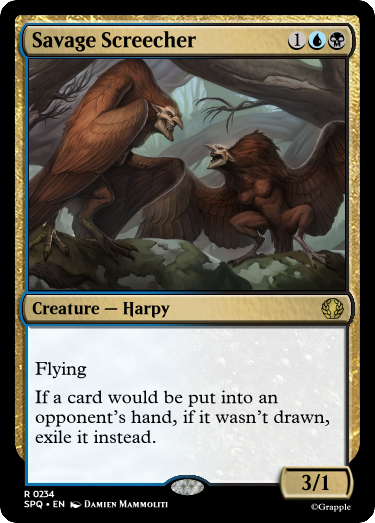 Savage Screecher 1
Creature — Harpy
Flying
If a card would be put into an
opponent's hand, if it wasn't drawn,
exile it instead.
3/1
R 0234
SPQ • EN DAMIEN MAMMOLITI
©Grapple